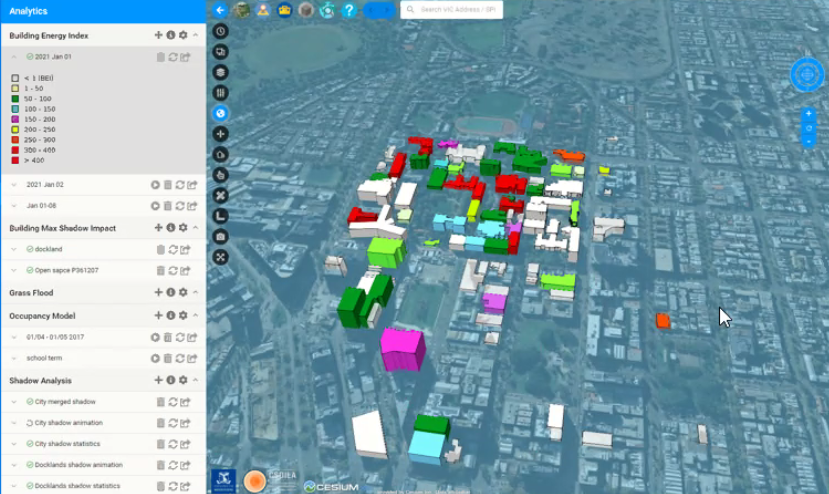 Analytics
Search VIC Address / SPI
Building Energy Index
2021 Jan 01
< 1 (BEI)
1 - 50
50 - 100
100 - 150
150 - 200
200 - 250
250 - 300
300 - 400
> 400
2021 Jan 02
Jan 01-08
Building Max Shadow Impact
dockland
Open sapce P361207
Grass Flood
Occupancy Model
01/04 - 01/05 2017
school term
Shadow Analysis
City merged shadow
City shadow animation
City shadow statistics
Docklands shadow animation
Docklands shadow statistics
CSDILA
CESIUM